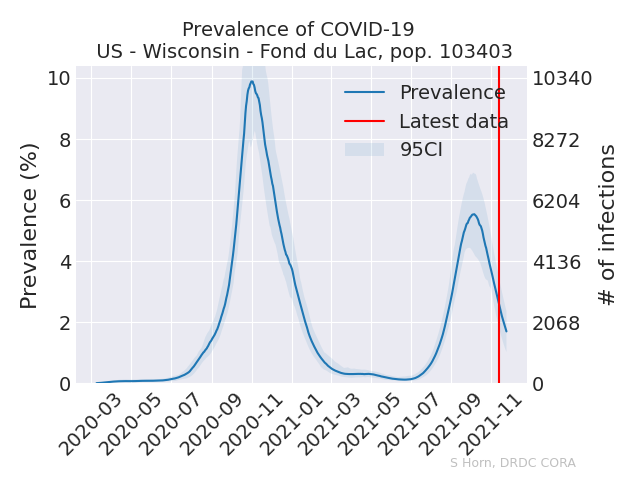 Prevalence of COVID-19
US - Wisconsin - Fond du Lac, pop. 103403
Prevalence (%)
10
8
6
4
2
0
Prevalence
Latest data
95CI
10340
8272
6204
4136
2068
0
# of infections
2020-03
2020-05
2020-07
2020-09
2020-11
2021-01
2021-03
2021-05
2021-07
2021-09
2021-11
S Horn, DRDC CORA